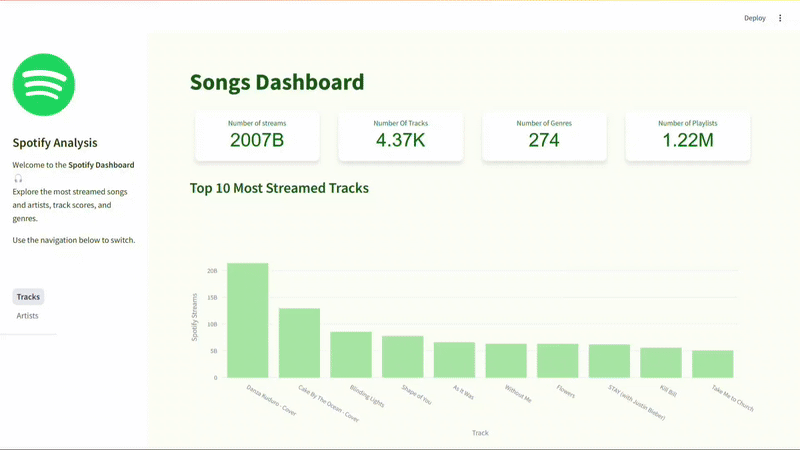 Deploy
Spotify Analysis
Welcome to the Spotify Dashboard
🎧
Explore the most streamed songs
and artists, track scores, and
genres.
Use the navigation below to switch.
Tracks
Artists
Songs Dashboard
Number of streams
2007B
Number Of Tracks
4.37K
Number of Genres
274
Number of Playlists
1.22M
Top 10 Most Streamed Tracks
Spotify Streams
20B
15B
10B
5B
0
Danza Kuduro - Cover
Cake By The Ocean - Cover
Blinding Lights
Shape of You
As It Was
Without Me
Flowers
STAY (with Justin Bieber)
Kill Bill
Take Me to Church
Track